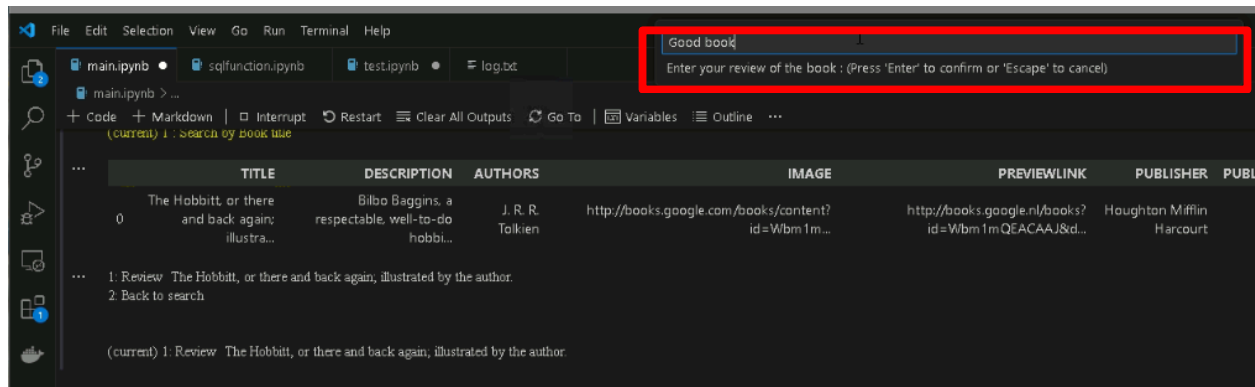 File Edit Selection View Go Run Terminal Help
Good book
Enter your review of the book : (Press 'Enter' to confirm or 'Escape' to cancel)
main.ipynb sqlfunction.ipynb test.ipynb log.txt
2
main.ipynb > ...
+ Code + Markdown | Interrupt Restart Clear All Outputs Go To | Variables Outline ...
(current) 1 : Search by Book title
... TITLE DESCRIPTION AUTHORS IMAGE PREVIEWLINK PUBLISHER PUBL
The Hobbitt, or there Bilbo Baggins, a
0 and back again; respectable, well-to-do J. R. R. http://books.google.com/books/content? http://books.google.nl/books? Houghton Mifflin
illustra... hobbi... Tolkien id=Wbm1m... id=Wbm1mQEACAAJ&d... Harcourt
... 1: Review The Hobbitt, or there and back again; illustrated by the author.
2: Back to search
1
(current) 1: Review The Hobbitt, or there and back again; illustrated by the author.